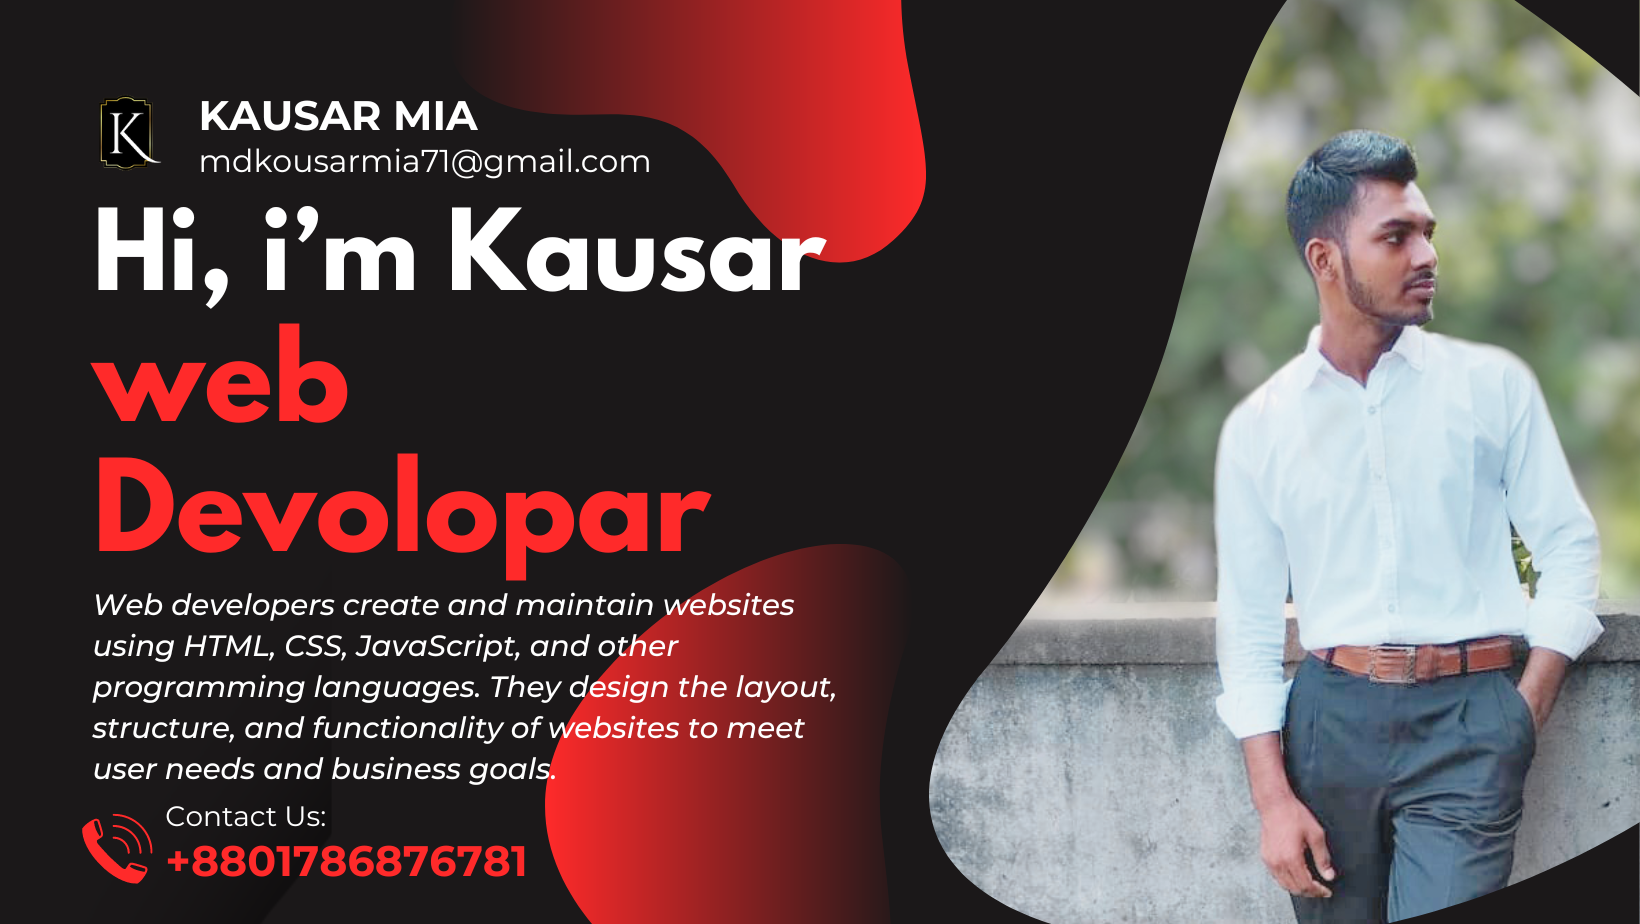 K
KAUSAR MIA
mdkousarmia71@gmail.com
Hi, i’m Kausar
web
Devolopar
Web developers create and maintain websites
using HTML, CSS, JavaScript, and other
programming languages. They design the layout,
structure, and functionality of websites to meet
user needs and business goals.
Contact Us:
+8801786876781